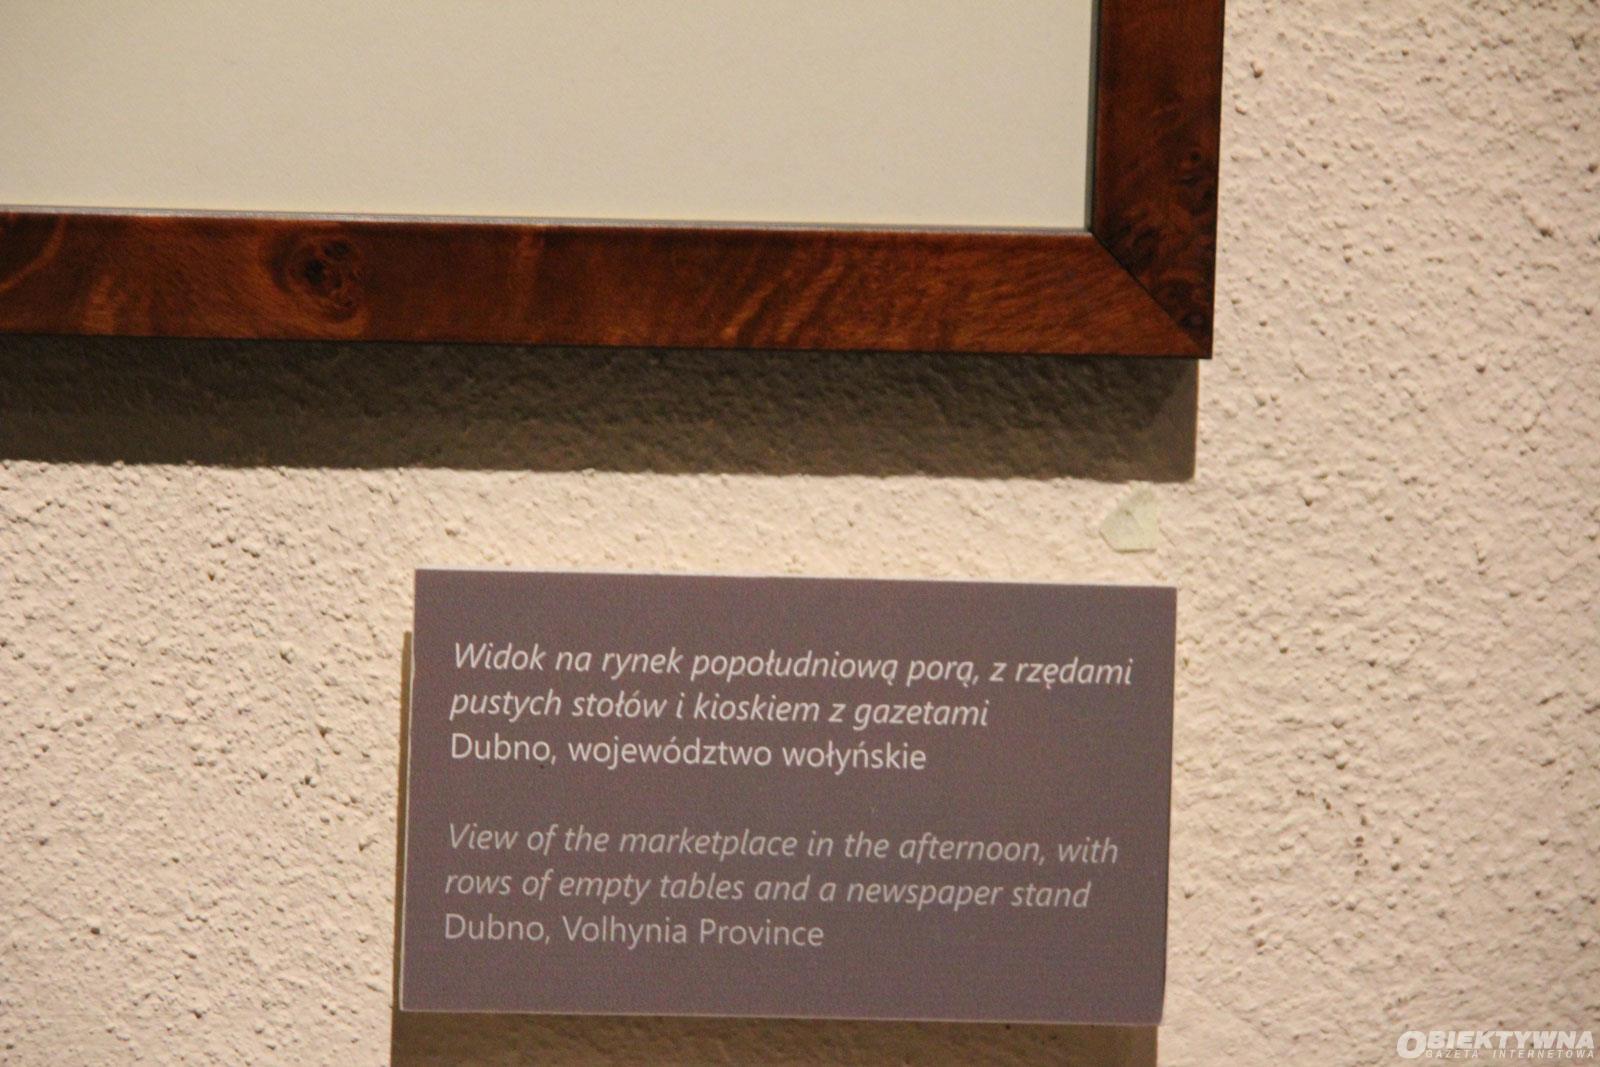 Widok na rynek popołudniową porą, z rzędami
pustych stołów i kioskiem z gazetami
Dubno, województwo wołyńskie
View of the marketplace in the afternoon, with
rows of empty tables and a newspaper stand
Dubno, Volhynia Province
OBIEKTYWNA
GAZETA INTERNETOWA